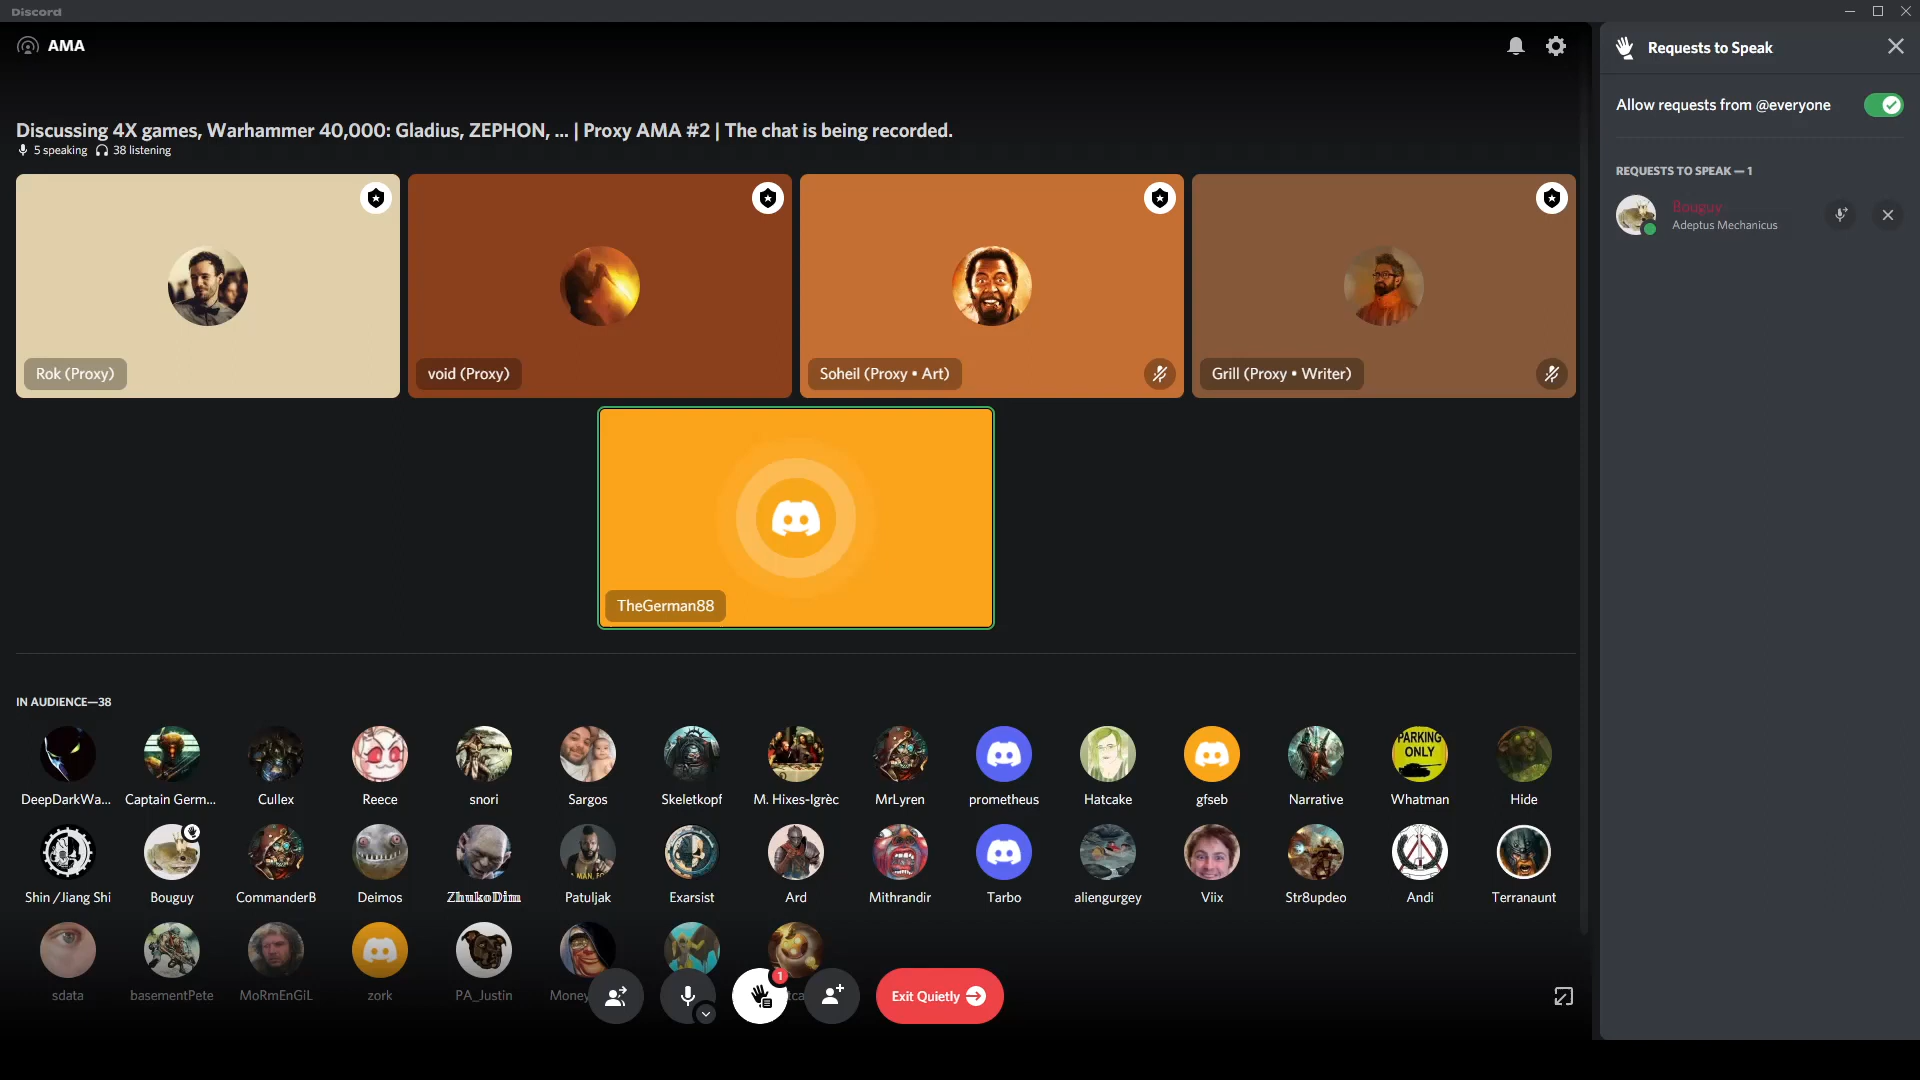 Discord
AMA
Discussing 4X games, Warhammer 40,000: Gladius, ZEPHON, ... | Proxy AMA #2 | The chat is being recorded.
5 speaking 38 listening
Rok (Proxy)
void (Proxy)
Soheil (Proxy • Art)
Grill (Proxy • Writer)
TheGerman88
IN AUDIENCE—38
PARKING
ONLY
DeepDarkWa... Captain Germ... Cullex Reece snori Sargos Skeletkopf M. Hixes-Igrèc MrLyren prometheus Hatcake gfseb Narrative Whatman Hide
Shin /Jiang Shi Bouguy CommanderB Deimos ZhukoDim Patuljak Exarsist Ard Mithrandir Tarbo aliengurgey Viix Str8updeo Andi Terranaunt
1
sdata basementPete MoRmEnGiL zork PA_Justin Money
Exit Quietly
Requests to Speak
Allow requests from @everyone
REQUESTS TO SPEAK — 1
Bouguy
Adeptus Mechanicus